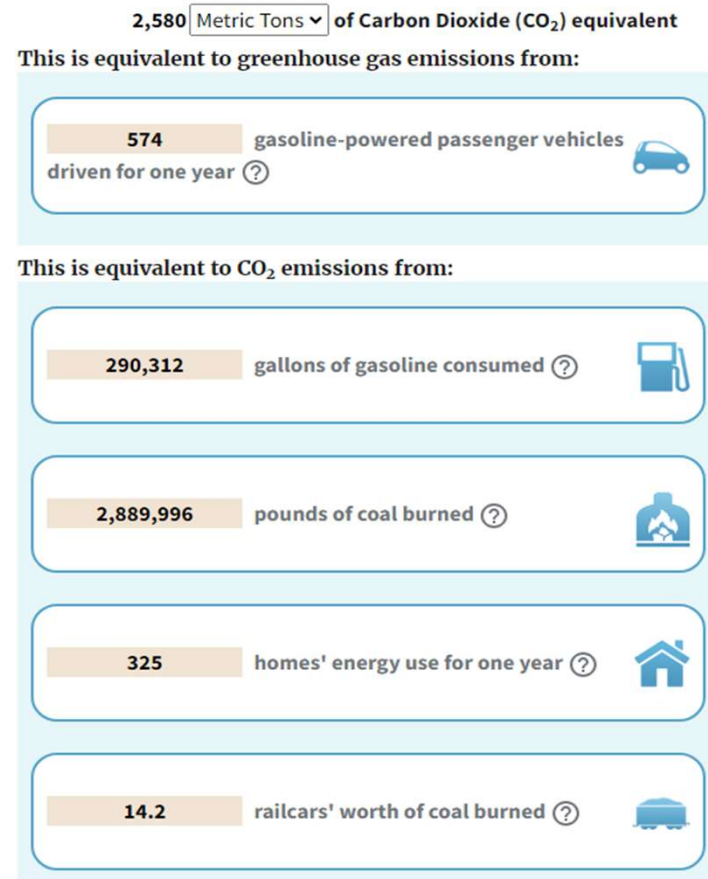 2,580 Metric Tons of Carbon Dioxide (CO₂) equivalent
This is equivalent to greenhouse gas emissions from:
574 gasoline-powered passenger vehicles
driven for one year ?
This is equivalent to CO₂ emissions from:
290,312 gallons of gasoline consumed ?
2,889,996 pounds of coal burned ?
325 homes' energy use for one year ?
14.2 railcars' worth of coal burned ?